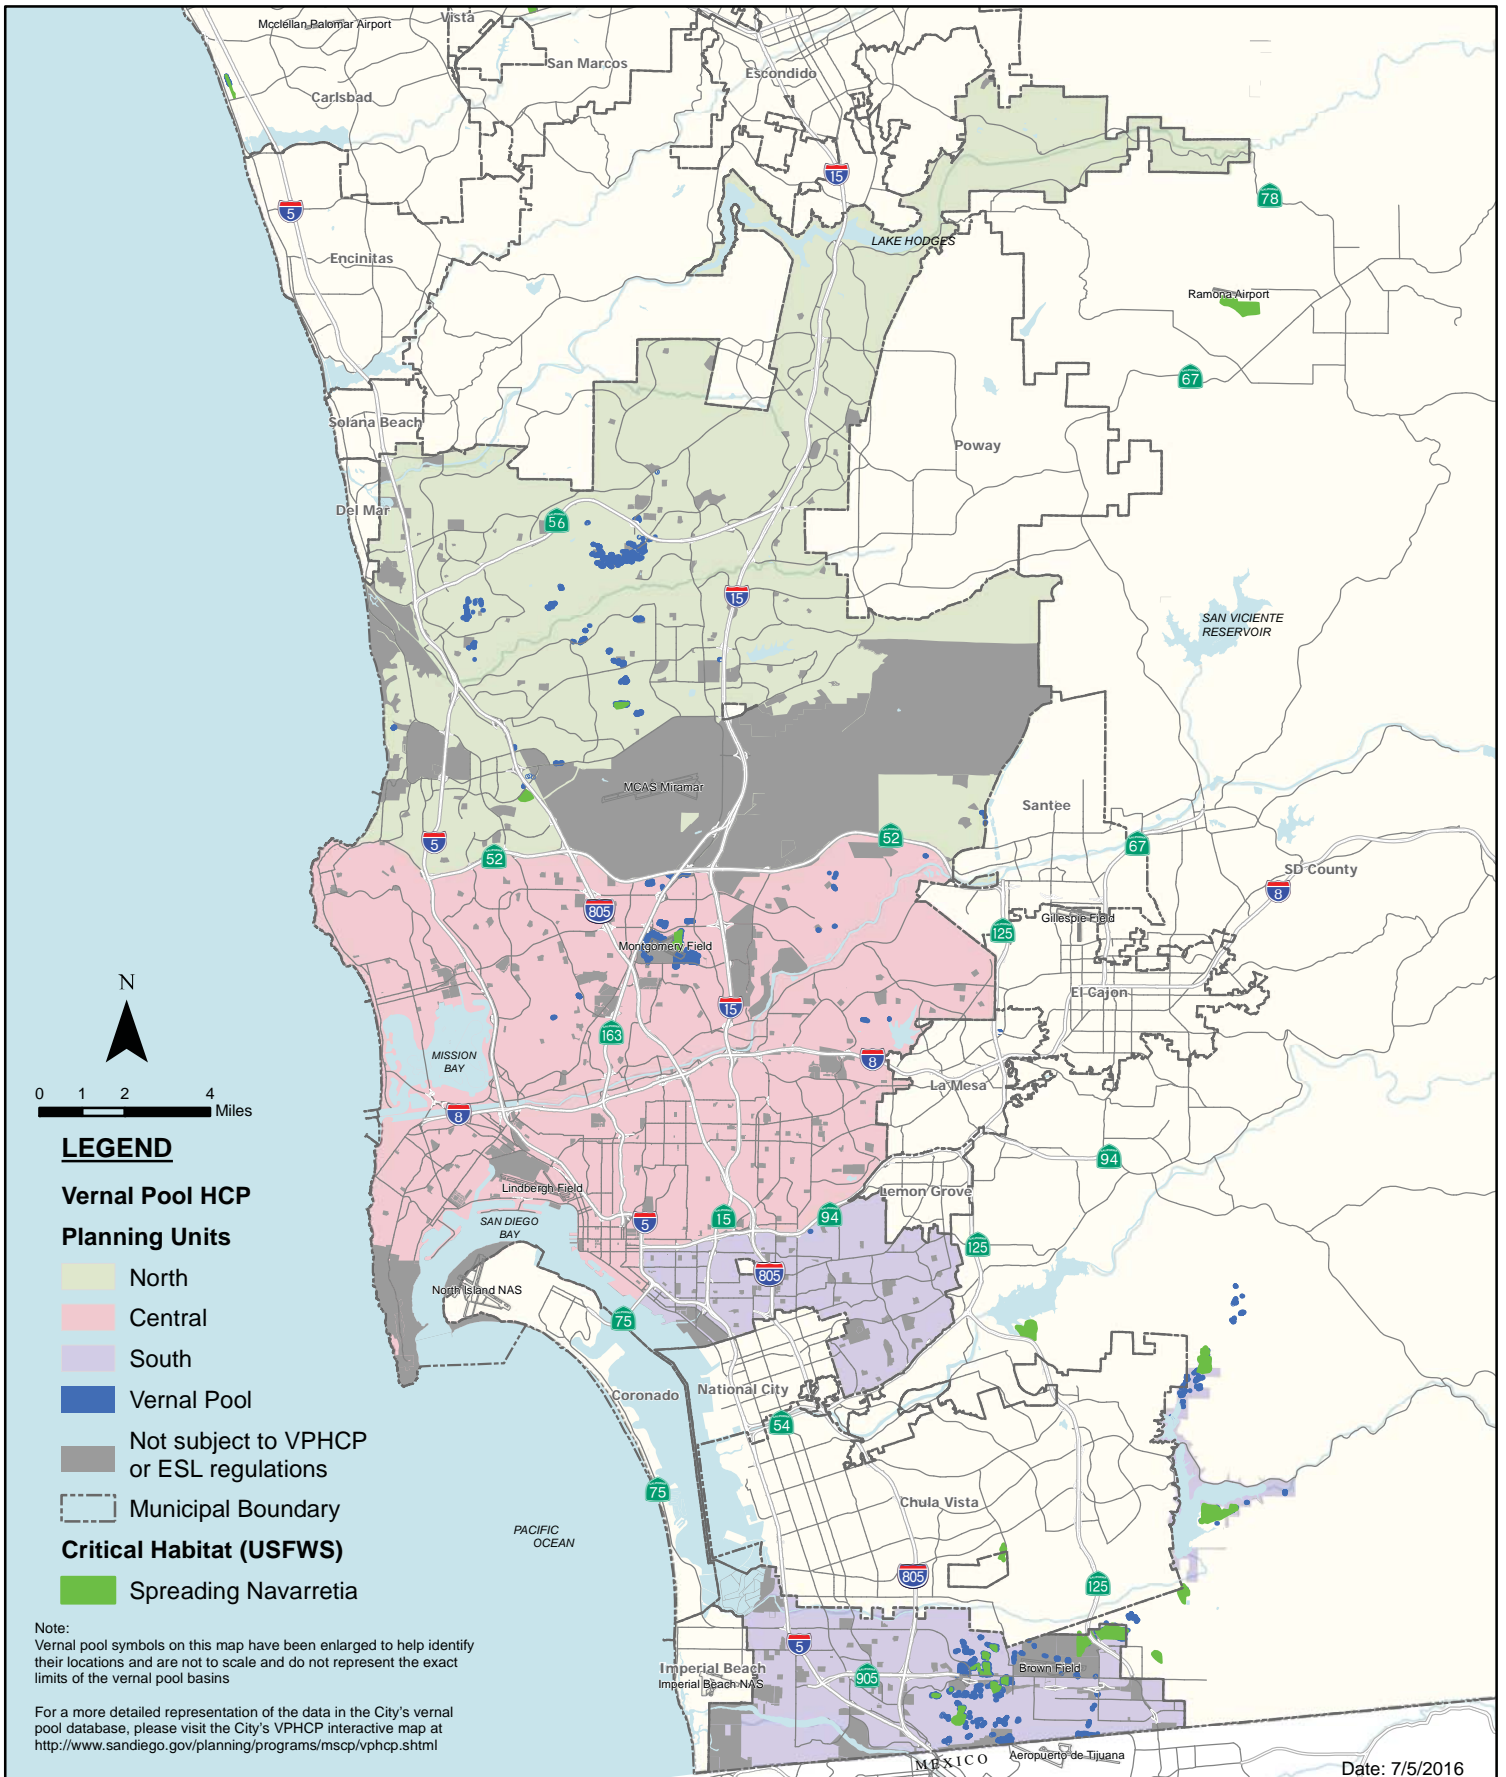 Mcclellan Palomar Airport
Vista
San Marcos
Escondido
Carlsbad
15
78
5
LAKE HODGES
Encinitas
Ramona Airport
67
Solana Beach
Poway
Del Mar
56
15
SAN VICIENTE
RESERVOIR
MCAS Miramar
Santee
5
52
52
67
SD County
8
805
Gillespie Field
125
Montgomery Field
El Cajon
N
15
163
MISSION
BAY
8
La Mesa
0 1 2 4
Miles
8
94
LEGEND
Vernal Pool HCP
Planning Units
North
Central
South
Vernal Pool
Not subject to VPHCP
or ESL regulations
Municipal Boundary
Critical Habitat (USFWS)
Spreading Navarretia
Lindbergh Field
Lemon Grove
SAN DIEGO
BAY
5
15
94
125
805
North Island NAS
75
Coronado
National City
54
75
Chula Vista
PACIFIC
OCEAN
805
125
5
Imperial Beach
Imperial Beach NAS
905
Brown Field
MEXICO
Aeropuerto de Tijuana
Note:
Vernal pool symbols on this map have been enlarged to help identify
their locations and are not to scale and do not represent the exact
limits of the vernal pool basins
For a more detailed representation of the data in the City's vernal
pool database, please visit the City's VPHCP interactive map at
http://www.sandiego.gov/planning/programs/mscp/vphcp.shtml
Date: 7/5/2016